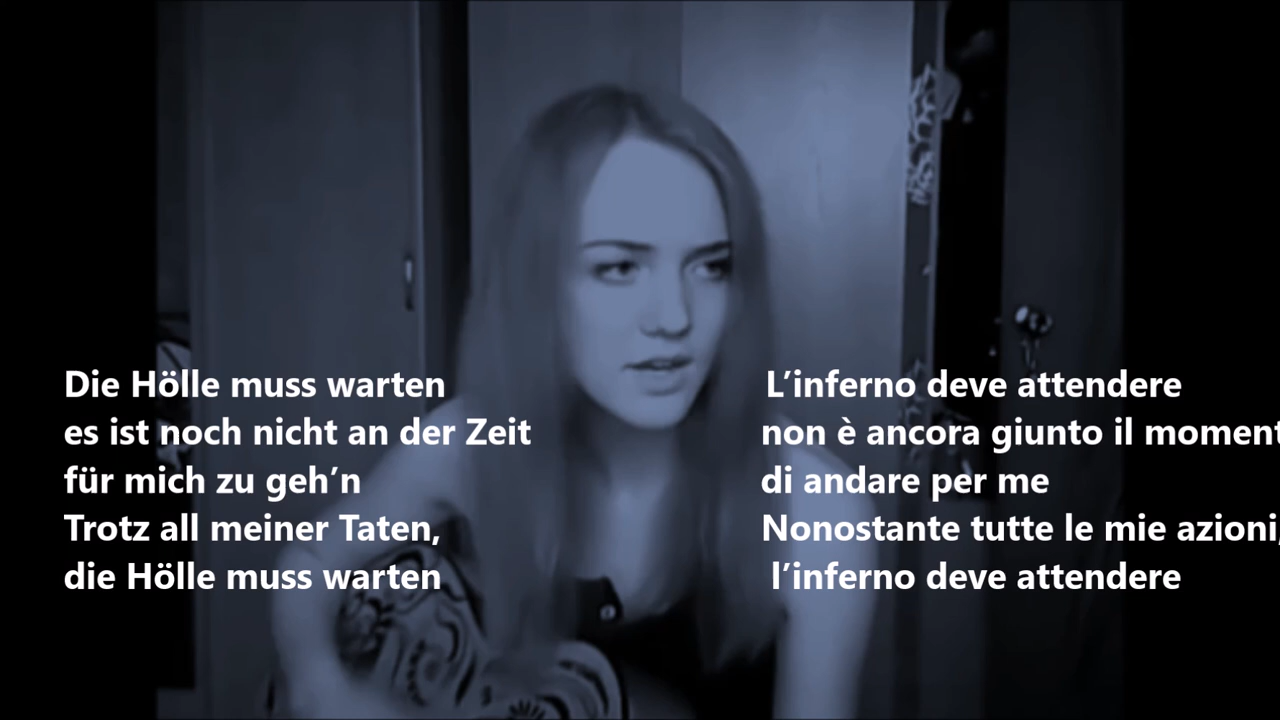 Die Hölle muss warten
es ist noch nicht an der Zeit
für mich zu geh’n
Trotz all meiner Taten,
die Hölle muss warten
L’inferno deve attendere
non è ancora giunto il moment
di andare per me
Nonostante tutte le mie azioni,
l’inferno deve attendere